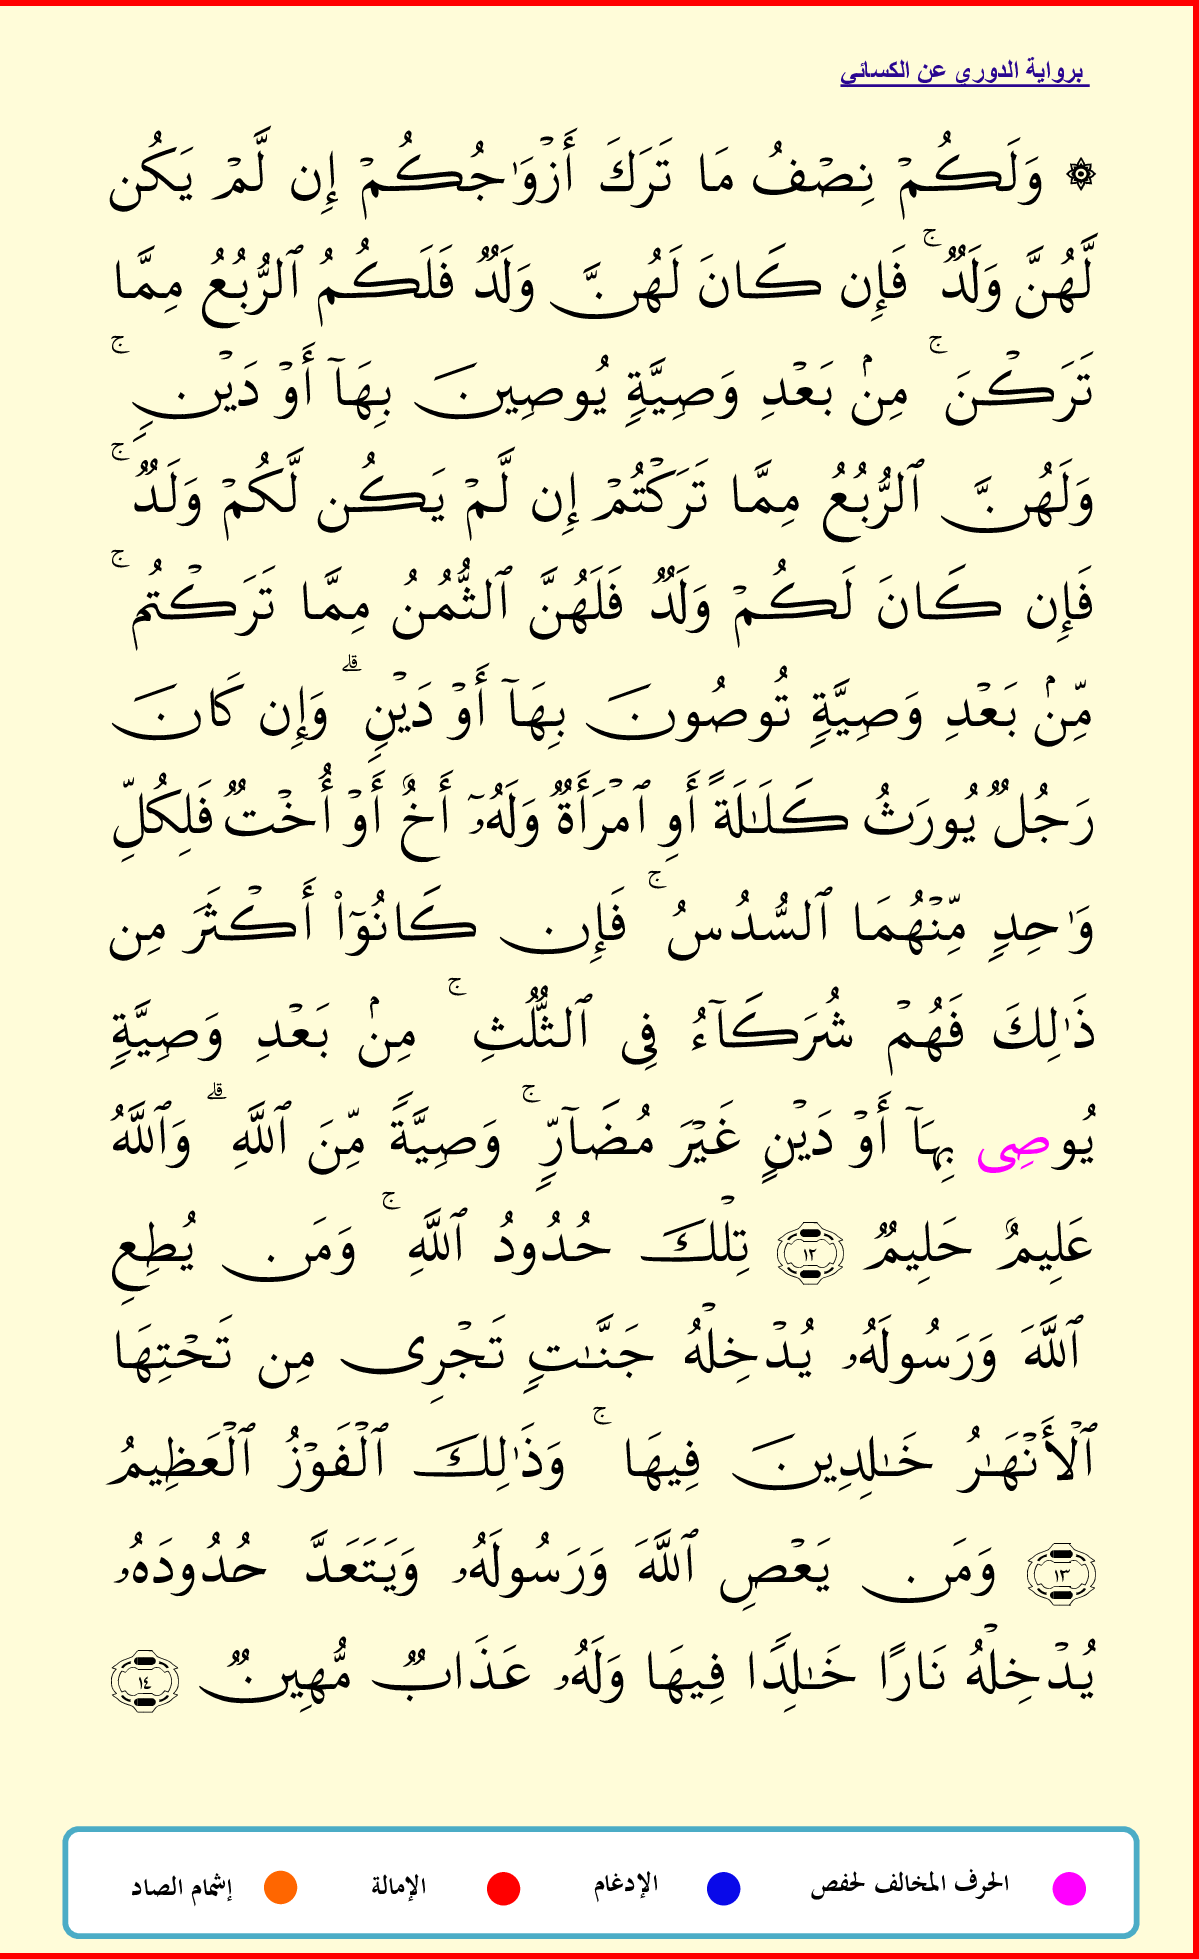 برواية الدوري عن الكسائي
۞ وَلَكُمۡ نِصۡفُ مَا تَرَكَ أَزۡوَٰجُكُمۡ إِن لَّمۡ يَكُن
لَّهُنَّ وَلَدٞۚ فَإِن كَانَ لَهُنَّ وَلَدٞ فَلَكُمُ ٱلرُّبُعُ مِمَّا
تَرَكۡنَۚ مِنۢ بَعۡدِ وَصِيَّةٖ يُوصِينَ بِهَآ أَوۡ دَيۡنٖۚ
وَلَهُنَّ ٱلرُّبُعُ مِمَّا تَرَكۡتُمۡ إِن لَّمۡ يَكُن لَّكُمۡ وَلَدٞۚ
فَإِن كَانَ لَكُمۡ وَلَدٞ فَلَهُنَّ ٱلثُّمُنُ مِمَّا تَرَكۡتُمۚ
مِّنۢ بَعۡدِ وَصِيَّةٖ تُوصُونَ بِهَآ أَوۡ دَيۡنٖۗ وَإِن كَانَ
رَجُلٞ يُورَثُ كَلَٰلَةً أَوِ ٱمۡرَأَةٞ وَلَهُۥٓ أَخٌ أَوۡ أُخۡتٞ فَلِكُلِّ
وَٰحِدٖ مِّنۡهُمَا ٱلسُّدُسُۚ فَإِن كَانُوٓاْ أَكۡثَرَ مِن
ذَٰلِكَ فَهُمۡ شُرَكَآءُ فِي ٱلثُّلُثِۚ مِنۢ بَعۡدِ وَصِيَّةٖ
يُوصِي بِهَآ أَوۡ دَيۡنٍ غَيۡرَ مُضَآرّٖۚ وَصِيَّةٗ مِّنَ ٱللَّهِۗ وَٱللَّهُ
عَلِيمٌ حَلِيمٞ ١٢ تِلۡكَ حُدُودُ ٱللَّهِۚ وَمَن يُطِعِ
ٱللَّهَ وَرَسُولَهُۥ يُدۡخِلۡهُ جَنَّٰتٖ تَجۡرِي مِن تَحۡتِهَا
ٱلۡأَنۡهَٰرُ خَٰلِدِينَ فِيهَاۚ وَذَٰلِكَ ٱلۡفَوۡزُ ٱلۡعَظِيمُ
١٣ وَمَن يَعۡصِ ٱللَّهَ وَرَسُولَهُۥ وَيَتَعَدَّ حُدُودَهُۥ
يُدۡخِلۡهُ نَارًا خَٰلِدٗا فِيهَا وَلَهُۥ عَذَابٞ مُّهِينٞ ١٤
الحرف المخالف لحفص الإدغام الإمالة إشمام الصاد